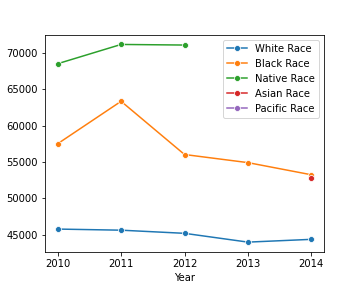 70000
65000
60000
55000
50000
45000
2010 2011 2012 2013 2014
Year
White Race
Black Race
Native Race
Asian Race
Pacific Race